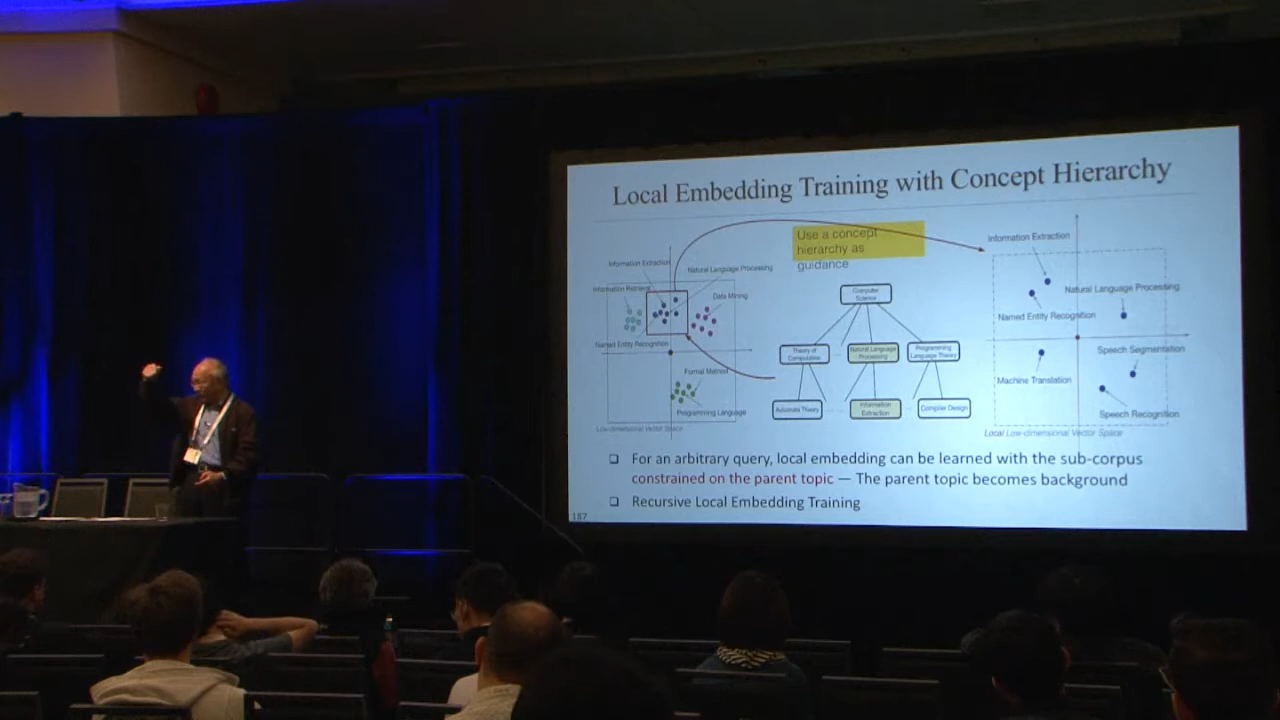 Local Embedding Training with Concept Hierarchy
Use a concept
hierarchy as
guidance
Information Extraction
Natural Language Processing
Information Retrieval
Data Mining
Named Entity Recognition
Formal Method
Programming Language
Low-dimensional Vector Space
Computer
Science
Theory of
Computation
Natural Language
Processing
Programming
Language Theory
Automata Theory
Information
Extraction
Compiler Design
Information Extraction
Natural Language Processing
Named Entity Recognition
Speech Segmentation
Machine Translation
Speech Recognition
Local Low-dimensional Vector Space
For an arbitrary query, local embedding can be learned with the sub-corpus
constrained on the parent topic — The parent topic becomes background
Recursive Local Embedding Training
187